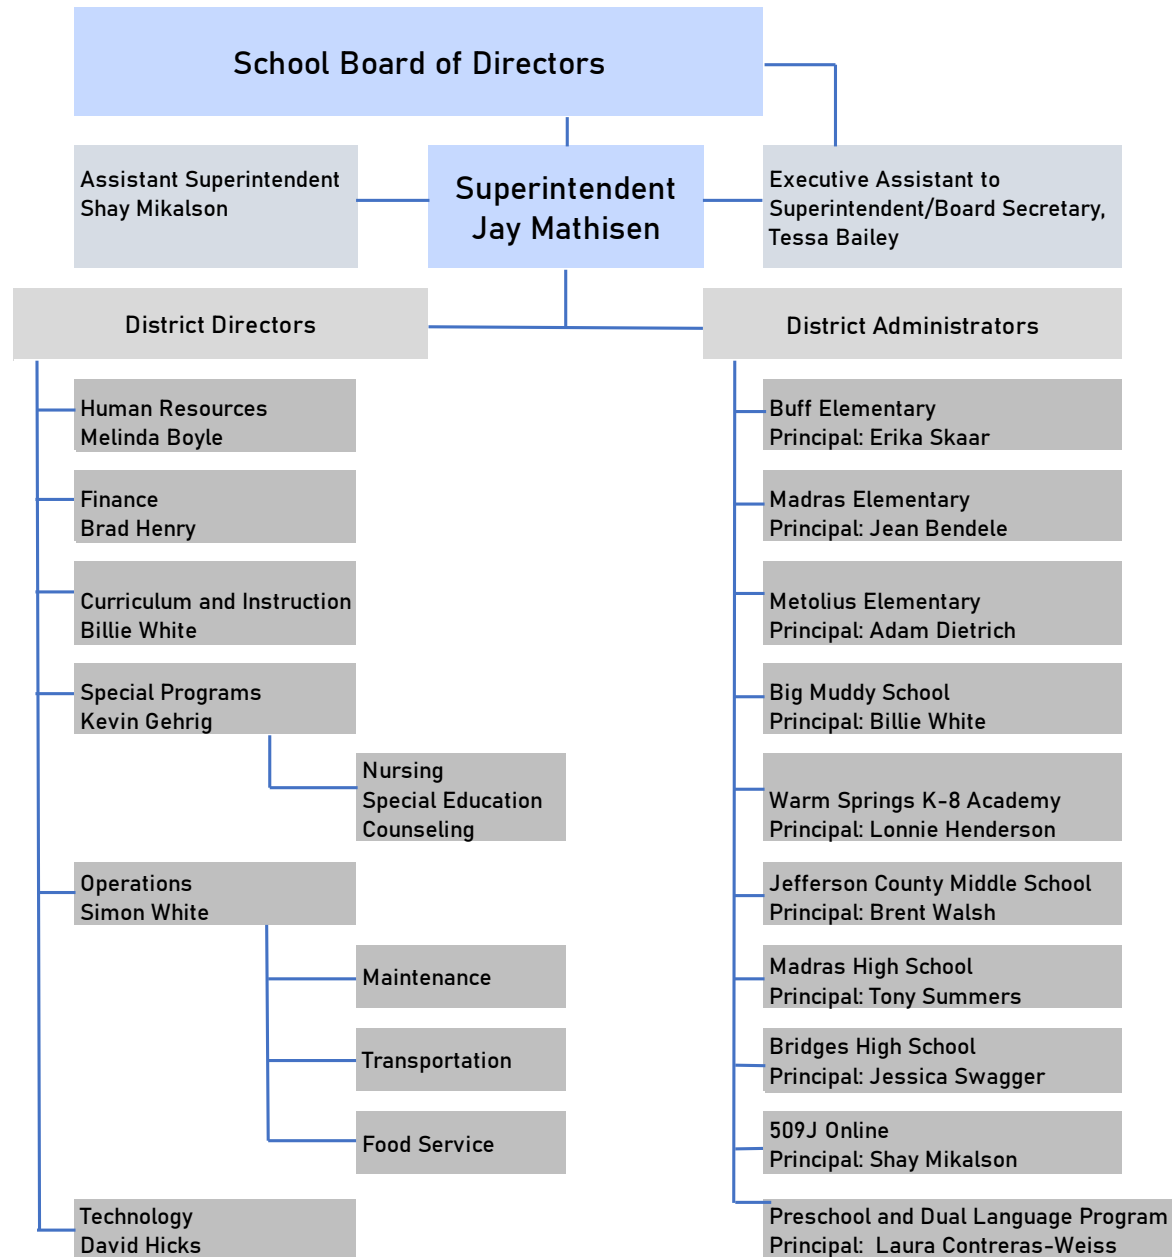 School Board of Directors
Assistant Superintendent
Shay Mikalson
Superintendent
Jay Mathisen
Executive Assistant to
Superintendent/Board Secretary,
Tessa Bailey
District Directors
Human Resources
Melinda Boyle
Finance
Brad Henry
Curriculum and Instruction
Billie White
Special Programs
Kevin Gehrig
Nursing
Special Education
Counseling
Operations
Simon White
Maintenance
Transportation
Food Service
Technology
David Hicks
District Administrators
Buff Elementary
Principal: Erika Skaar
Madras Elementary
Principal: Jean Bendele
Metolius Elementary
Principal: Adam Dietrich
Big Muddy School
Principal: Billie White
Warm Springs K-8 Academy
Principal: Lonnie Henderson
Jefferson County Middle School
Principal: Brent Walsh
Madras High School
Principal: Tony Summers
Bridges High School
Principal: Jessica Swagger
509J Online
Principal: Shay Mikalson
Preschool and Dual Language Program
Principal: Laura Contreras-Weiss